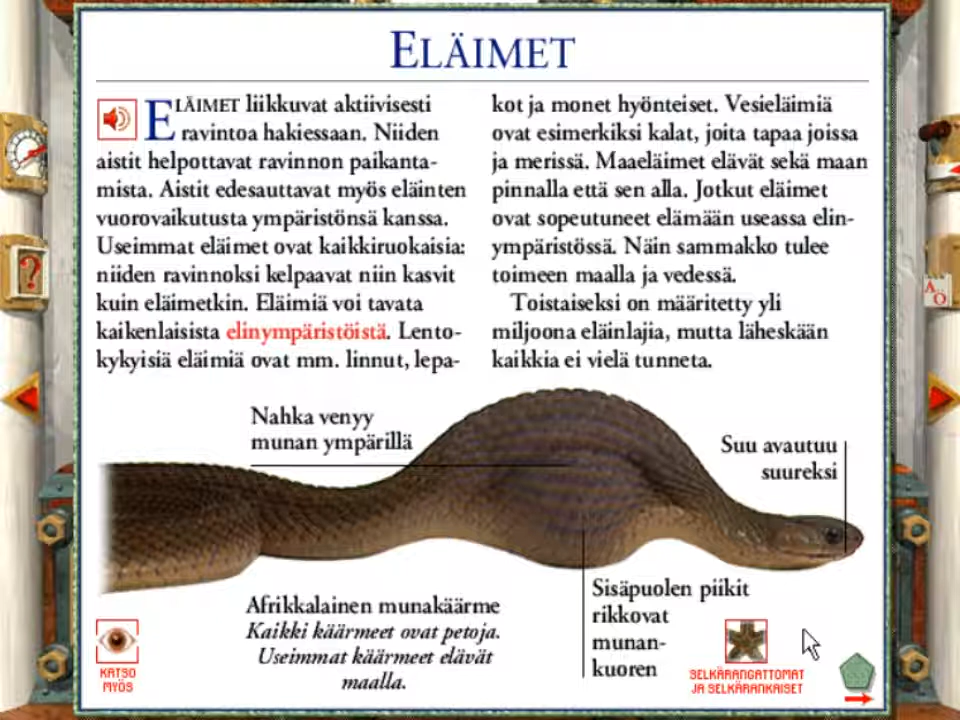 ELÄIMET
ELÄIMET liikkuvat aktiivisesti
ravintoa hakiessaan. Niiden
aistit helpottavat ravinnon paikanta-
mista. Aistit edesauttavat myös eläinten
vuorovaikutusta ympäristönsä kanssa.
Useimmat eläimet ovat kaikkiruokaisia:
niiden ravinnoksi kelpaavat niin kasvit
kuin eläimetkin. Eläimiä voi tavata
kaikenlaisista elinympäristöistä. Lento-
kykyisiä eläimiä ovat mm. linnut, lepa-
kot ja monet hyönteiset. Vesieläimiä
ovat esimerkiksi kalat, joita tapaa joissa
ja merissä. Maaeläimet elävät sekä maan
pinnalla että sen alla. Jotkut eläimet
ovat sopeutuneet elämään useassa elin-
ympäristössä. Näin sammakko tulee
toimeen maalla ja vedessä.
Toistaiseksi on määritetty yli
miljoona eläinlajia, mutta läheskään
kaikkia ei vielä tunneta.
Nahka venyy
munan ympärillä
Suu avautuu
suureksi
Sisäpuolen piikit
rikkovat
munan-
kuoren
Afrikkalainen munakäärme
Kaikki käärmeet ovat petoja.
Useimmat käärmeet elävät
maalla.
KATSO
MYÖS
SELKÄRANGATTOMAT
JA SELKÄRANKAISET
?
A
Ö